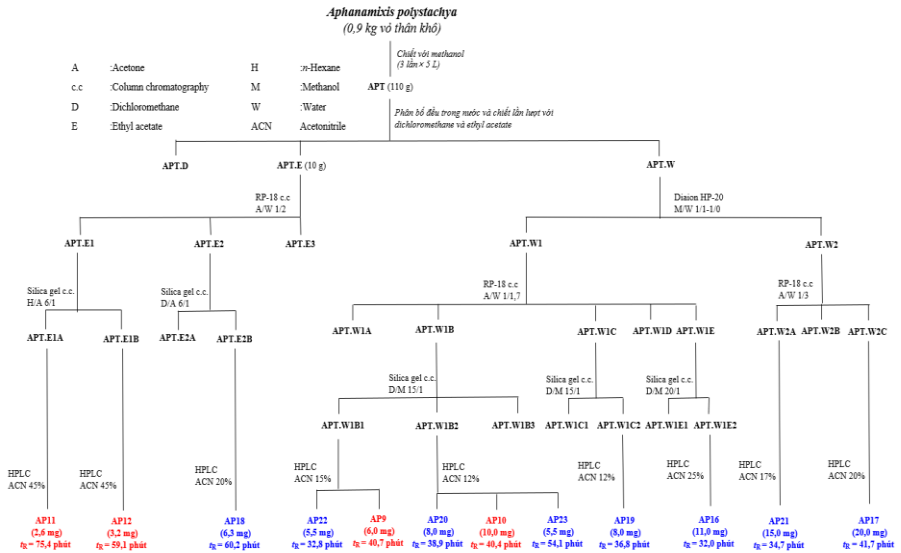 Aphanamixis polystachya
(0,9 kg vỏ thân khô)
Chiết với methanol
(3 lần × 5 L)
A :Acetone H :n-Hexane
c.c :Column chromatography M :Methanol APT (110 g)
D :Dichloromethane W :Water
E :Ethyl acetate ACN Acetonitrile
Phân bố đều trong nước và chiết lần lượt với
dichloromethane và ethyl acetate
APT.D APT.E (10 g) APT.W
RP-18 c.c
A/W 1/2
Diaion HP-20
M/W 1/1-1/0
APT.E1 APT.E2 APT.E3 APT.W1 APT.W2
Silica gel c.c.
H/A 6/1
Silica gel c.c.
D/A 6/1
RP-18 c.c
A/W 1/1,7
RP-18 c.c
A/W 1/3
APT.E1A APT.E1B APT.E2A APT.E2B APT.W1A APT.W1B APT.W1C APT.W1D APT.W1E APT.W2A APT.W2B APT.W2C
Silica gel c.c.
D/M 15/1
Silica gel c.c.
D/M 15/1
Silica gel c.c.
D/M 20/1
APT.W1B1 APT.W1B2 APT.W1B3 APT.W1C1 APT.W1C2 APT.W1E1 APT.W1E2
HPLC
ACN 45%
HPLC
ACN 45%
HPLC
ACN 20%
HPLC
ACN 15%
HPLC
ACN 12%
HPLC
ACN 12%
HPLC
ACN 25%
HPLC
ACN 17%
HPLC
ACN 20%
AP11
(2,6 mg)
tR = 75,4 phút
AP12
(3,2 mg)
tR = 59,1 phút
AP18
(6,3 mg)
tR = 60,2 phút
AP22
(5,5 mg)
tR = 32,8 phút
AP9
(6,0 mg)
tR = 40,7 phút
AP20
(8,0 mg)
tR = 38,9 phút
AP10
(10,0 mg)
tR = 40,4 phút
AP23
(5,5 mg)
tR = 54,1 phút
AP19
(8,0 mg)
tR = 36,8 phút
AP16
(11,0 mg)
tR = 32,0 phút
AP21
(15,0 mg)
tR = 34,7 phút
AP17
(20,0 mg)
tR = 41,7 phút